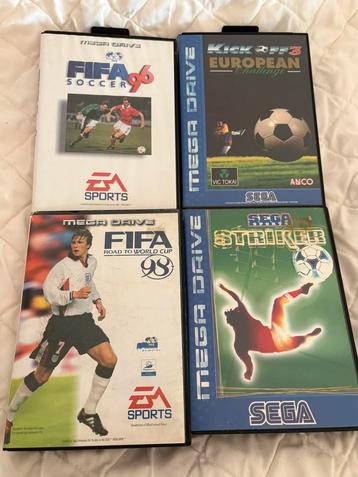 MEGA DRIVE
FIFA
SOCCER 96
EA
SPORTS
KICK OFF 3
EUROPEAN
Challenge
MEGA DRIVE
VIC TOKAI
SEGA
ANCO
MEGA DRIVE
FIFA
ROAD TO WORLD CUP
98
7
EA
SPORTS
SEGA
STRIKER
MEGA DRIVE
SEGA